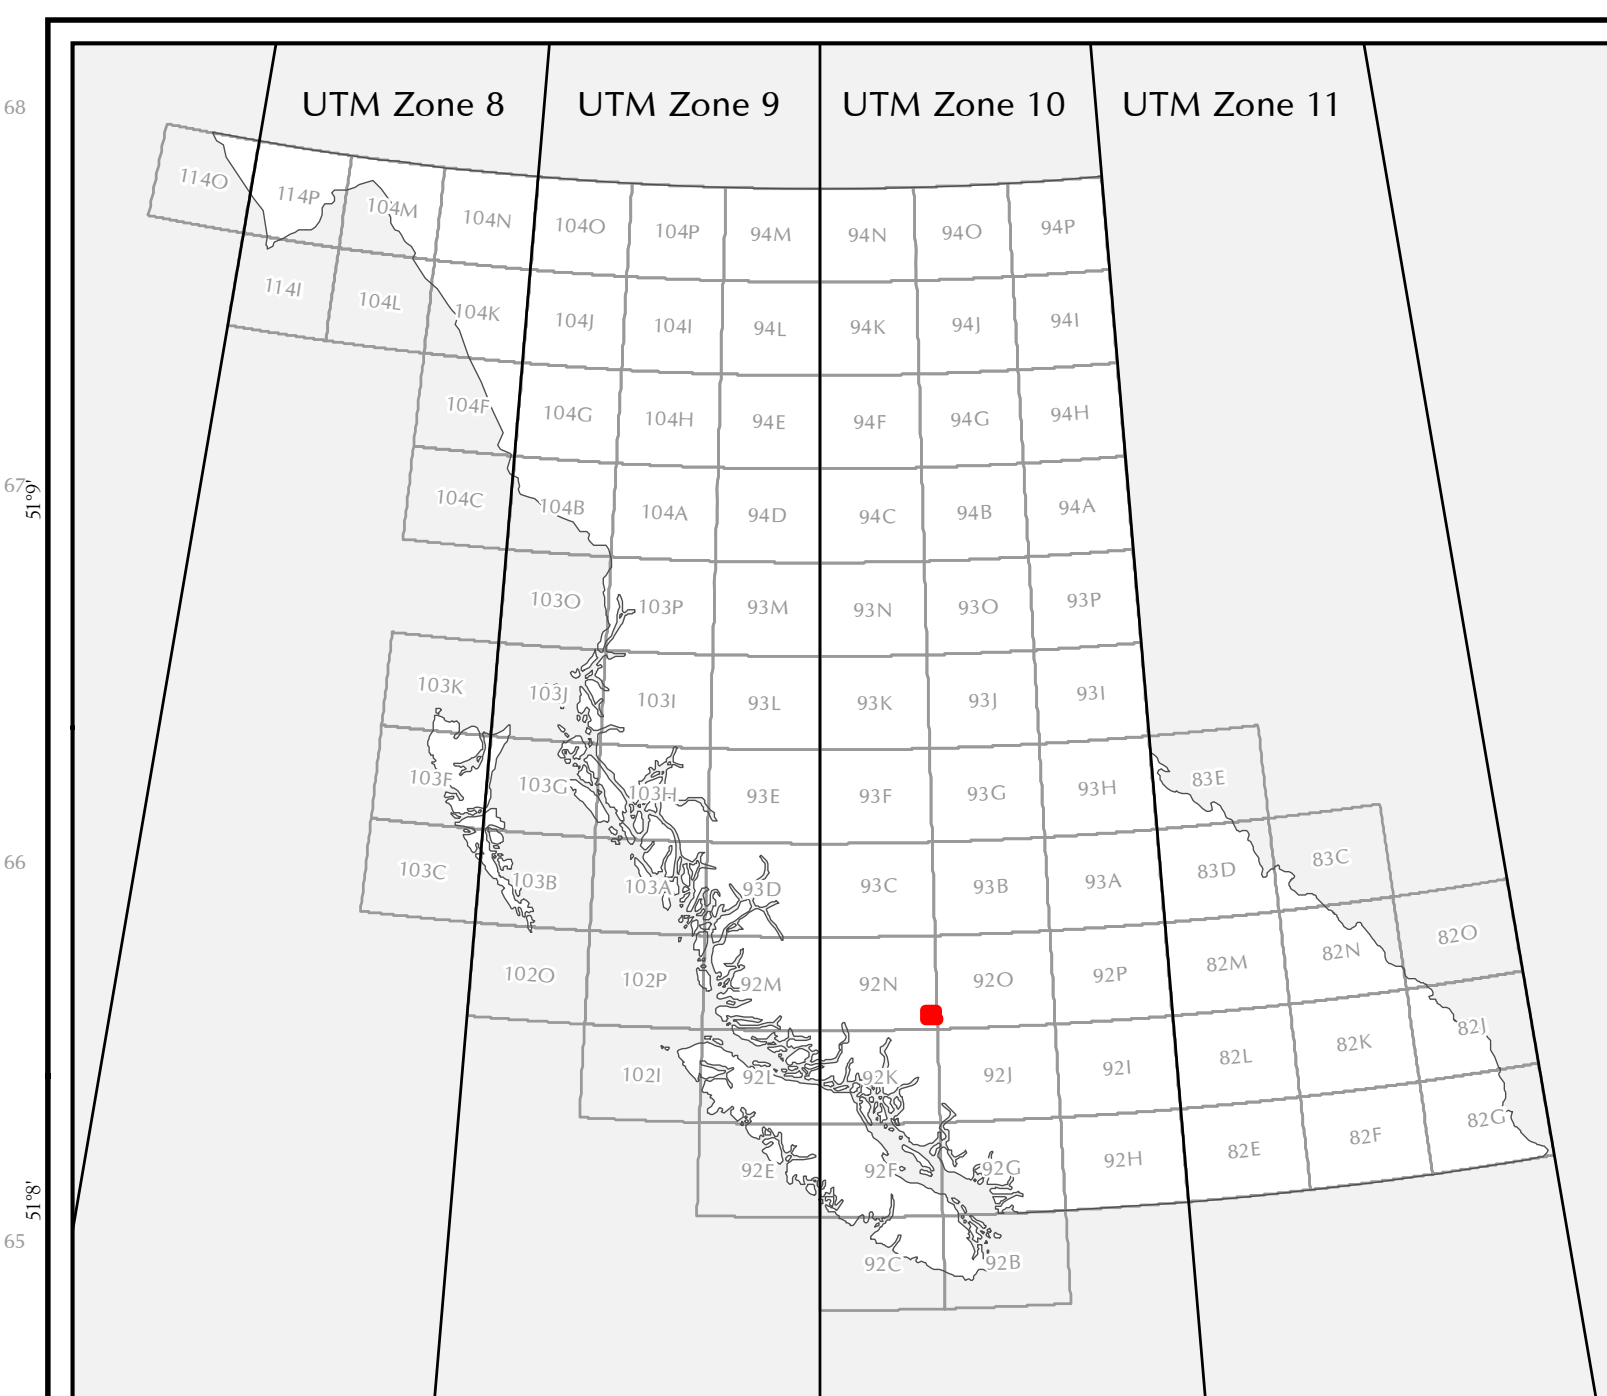 UTM Zone 8 UTM Zone 9 UTM Zone 10 UTM Zone 11
68
114O 114P 104M 104N 104O 104P 94M 94N 94O 94P
114I 104L 104K 104J 104I 94L 94K 94J 94I
104F 104G 104H 94E 94F 94G 94H
67
51°9'
104C 104B 104A 94D 94C 94B 94A
103O 103P 93M 93N 93O 93P
103K 103J 103I 93L 93K 93J 93I
103F 103G 103H 93E 93F 93G 93H 83E
66
103C 103B 103A 93D 93C 93B 93A 83D 83C
102O 102P 92M 92N 92O 92P 82M 82N 82O
102I 92L 92K 92J 92I 82L 82K 82J
51°8'
92E 92F 92G 92H 82E 82F 82G
65
92C 92B